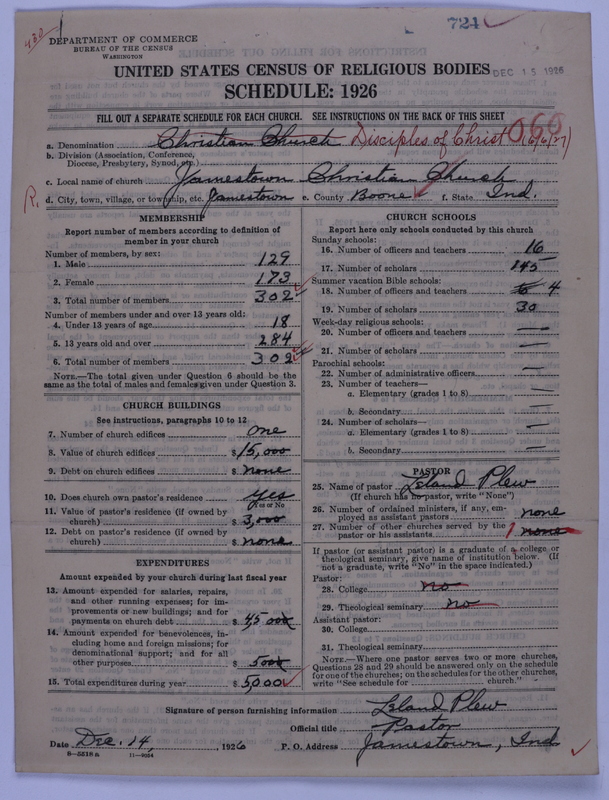 430
724
DEPARTMENT OF COMMERCE
BUREAU OF THE CENSUS
WASHINGTON
UNITED STATES CENSUS OF RELIGIOUS BODIES
DEC 15 1926
SCHEDULE: 1926
FILL OUT A SEPARATE SCHEDULE FOR EACH CHURCH. SEE INSTRUCTIONS ON THE BACK OF THIS SHEET
a. Denomination Christian Church Disciples of Christ 060 (6/6/27)
b. Division (Association, Conference,
Diocese, Presbytery, Synod, etc.)
c. Local name of church Jamestown Christian Church
R. d. City, town, village, or township, etc. Jamestown e. County Boone f. State Ind.
MEMBERSHIP
Report number of members according to definition of
member in your church
Number of members, by sex:
1. Male 129
2. Female 173
3. Total number of members 302
Number of members under and over 13 years old:
4. Under 13 years of age 18
5. 13 years old and over 284
6. Total number of members 302
NOTE.—The total given under Question 6 should be
same as the total of males and females given under Question 3.
CHURCH BUILDINGS
See instructions, paragraphs 10 to 12
7. Number of church edifices one
8. Value of church edifices $ 15,000
9. Debt on church edifices $ none
10. Does church own pastor's residence yes
Yes or No
11. Value of pastor's residence (if owned by
church) $ 3,000
12. Debt on pastor's residence (if owned by
church) $ none
EXPENDITURES
Amount expended by your church during last fiscal year
13. Amount expended for salaries, repairs,
and other running expenses; for im-
provements or new buildings; and for
payments on church debt $ 4500
14. Amount expended for benevolences, in-
cluding home and foreign missions; for
denominational support; and for all
other purposes $ 500
15. Total expenditures during year $ 5000
CHURCH SCHOOLS
Report here only schools conducted by this church
Sunday schools:
16. Number of officers and teachers 16
17. Number of scholars 145
Summer vacation Bible schools:
18. Number of officers and teachers 4
19. Number of scholars 30
Week-day religious schools:
20. Number of officers and teachers —
21. Number of scholars —
Parochial schools:
22. Number of administrative officers —
23. Number of teachers—
a. Elementary (grades 1 to 8) —
b. Secondary —
24. Number of scholars—
a. Elementary (grades 1 to 8) —
b. Secondary —
PASTOR
25. Name of pastor Leland Plew
(If church has no pastor, write "None")
26. Number of ordained ministers, if any, em-
ployed as assistant pastors none
27. Number of other churches served by the
pastor or his assistants 1 none
If pastor (or assistant pastor) is a graduate of a college or
theological seminary, give name of institution below. (If
not a graduate, write "No" in the space indicated.)
Pastor:
28. College no
29. Theological seminary no
Assistant pastor:
30. College
31. Theological seminary
NOTE.—Where one pastor serves two or more churches,
Questions 28 and 29 should be answered only on the schedule
for one of the churches; on the schedules for the other churches,
write "See schedule for church."
Signature of person furnishing information Leland Plew
Official title Pastor
Date Dec. 14, 1926 P. O. Address Jamestown, Ind
8—5518 a 11—9034